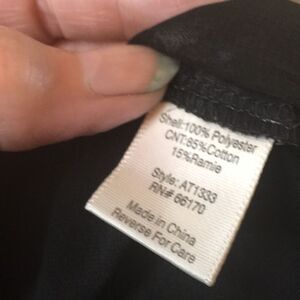 Shell:100% Polyester
CNT:85%Cotton
15%Ramie
Style: AT1333
RN# 66170
Made in China
Reverse For Care